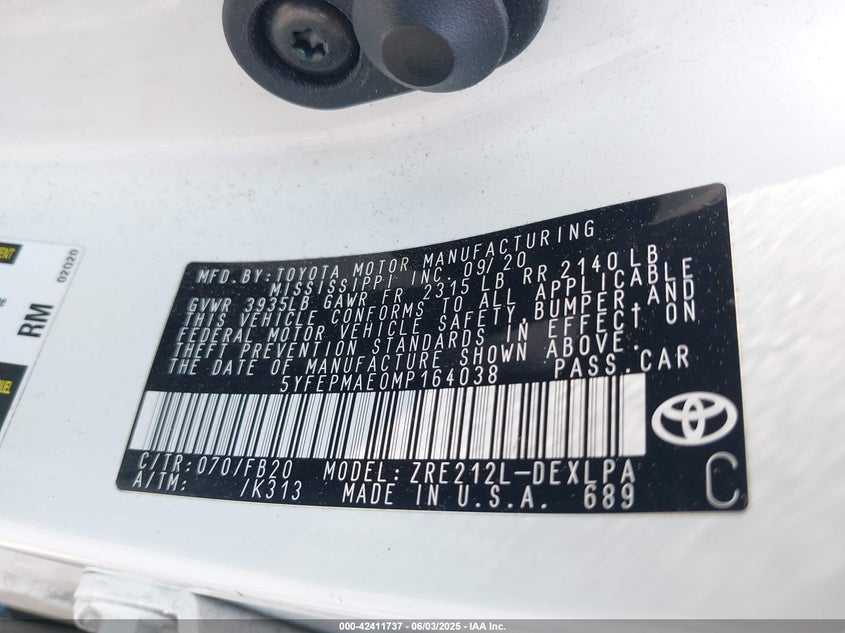 MFD. BY: TOYOTA MOTOR MANUFACTURING
MISSISSIPPI INC 09/20
GVWR 3935LB GAWR FR 2315 LB RR 2140 LB
THIS VEHICLE CONFORMS TO ALL APPLICABLE
FEDERAL MOTOR VEHICLE SAFETY, BUMPER, AND
THEFT PREVENTION STANDARDS IN EFFECT ON
THE DATE OF MANUFACTURE SHOWN ABOVE.
5YFEPMAE0MP164038 PASS. CAR
C/TR: 070/FB20 MODEL: ZRE212L-DEXLPA
A/TM: /K313 MADE IN U.S.A. 689
C
02020
RM
000-42411737 - 06/03/2025 - IAA Inc.